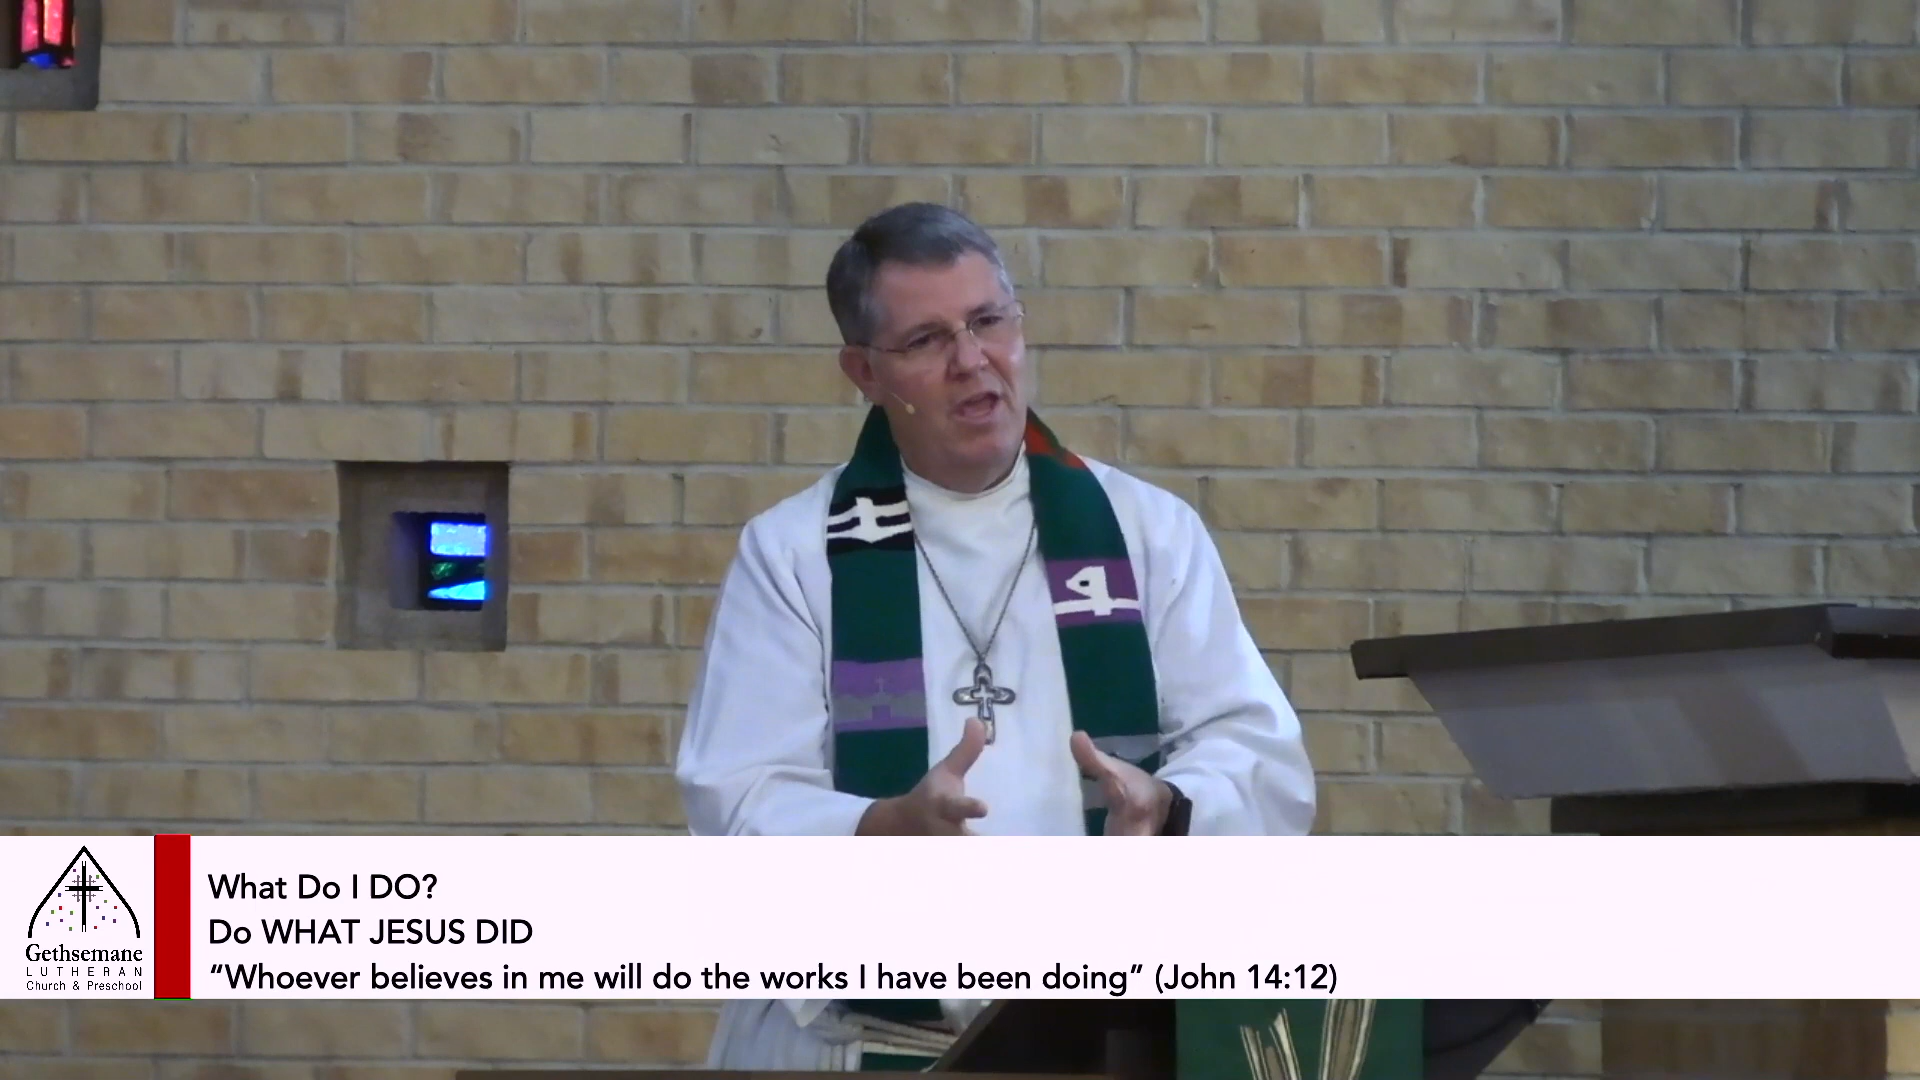 What Do I DO?
Do WHAT JESUS DID
“Whoever believes in me will do the works I have been doing” (John 14:12)
Gethsemane
LUTHERAN
Church & Preschool